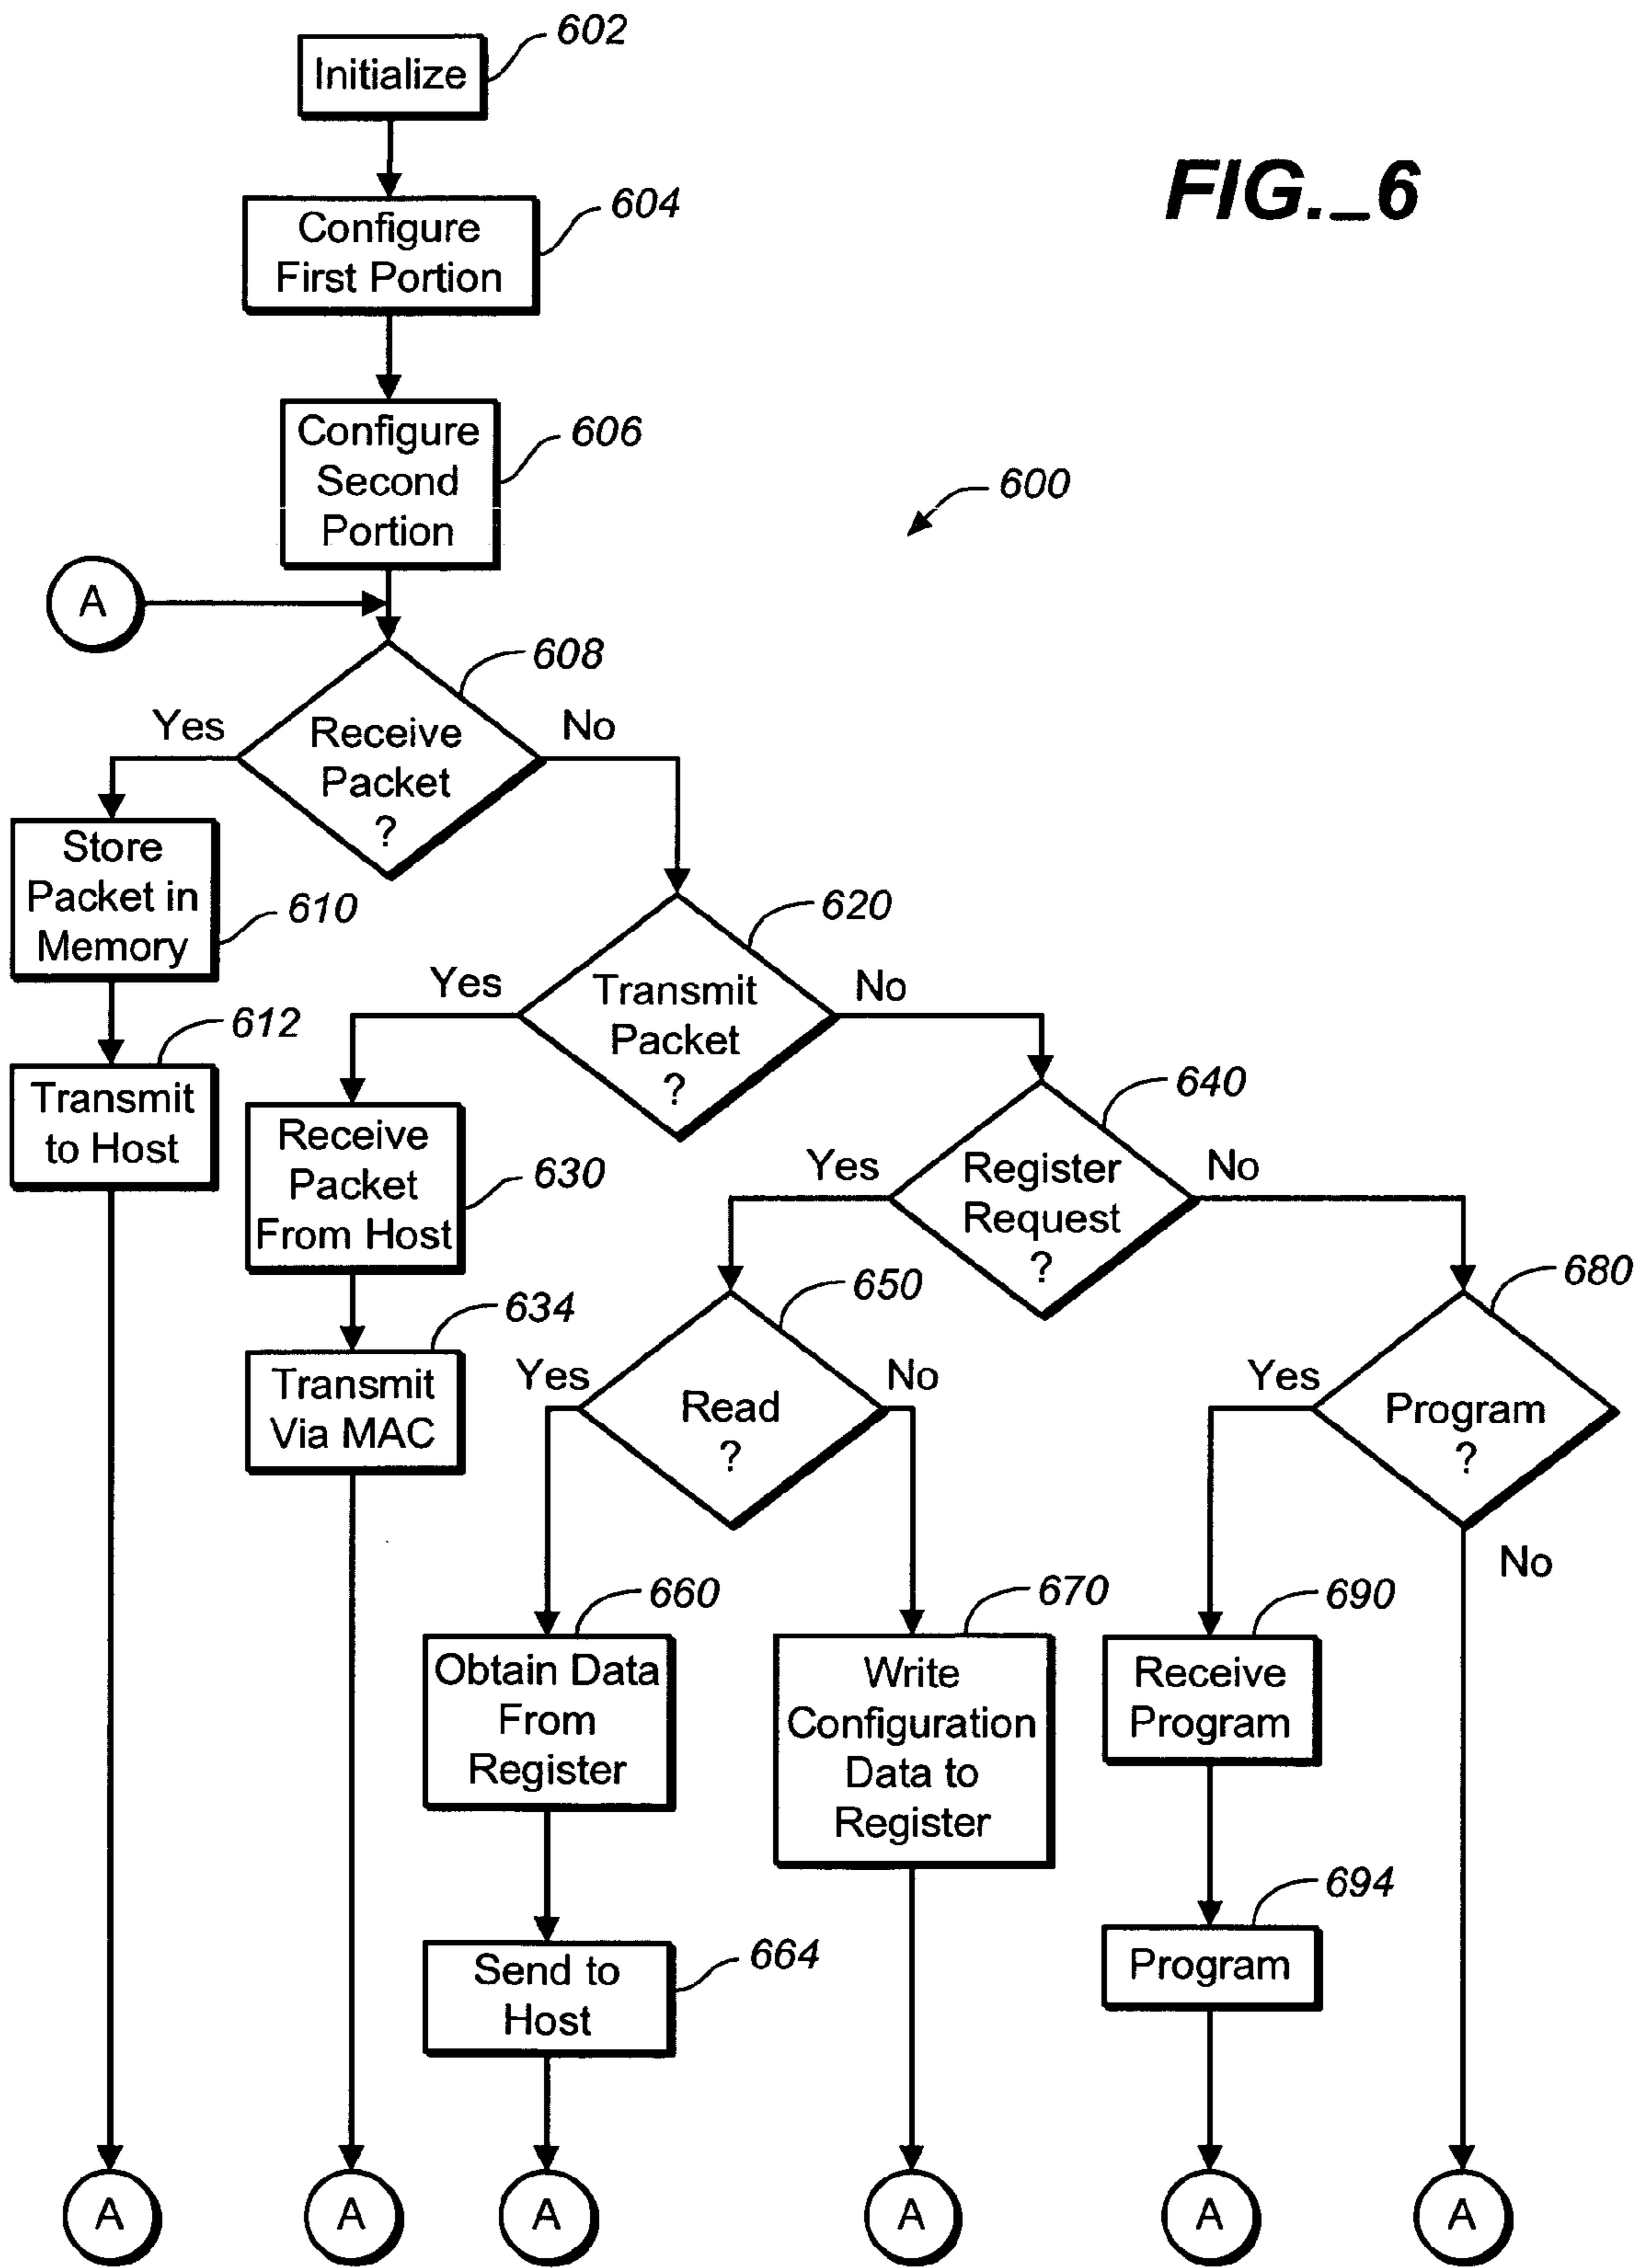 602
Initialize
FIG._6
604
Configure
First Portion
Configure
Second
Portion
606
600
A
608
Yes
Receive
Packet
?
No
Store
Packet in
Memory
610
620
Yes
Transmit
Packet
?
No
612
Transmit
to Host
640
Receive
Packet
From Host
630
Yes
Register
Request
?
No
634
Transmit
Via MAC
650
680
Yes
Read
?
No
Yes
Program
?
No
660
Obtain Data
From
Register
670
Write
Configuration
Data to
Register
690
Receive
Program
694
Program
664
Send to
Host
A
A
A
A
A
A